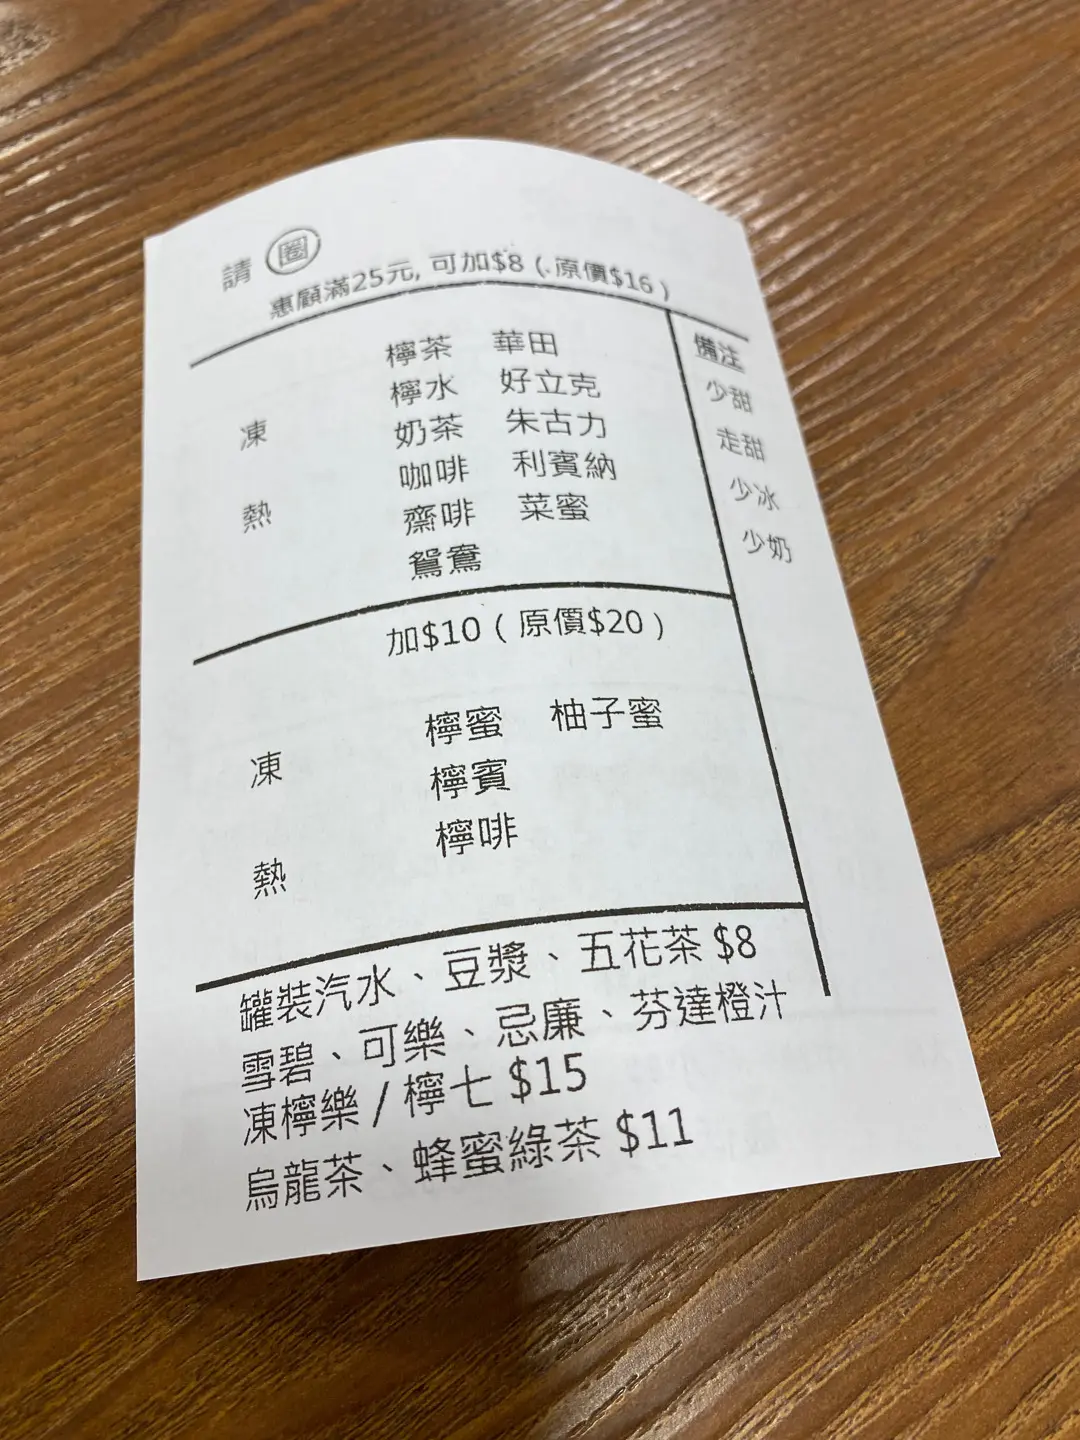 請 圈
惠顧滿25元, 可加$8 (原價$16)
檸茶 華田
檸水 好立克
凍 奶茶 朱古力
咖啡 利賓納
熱 齋啡 菜蜜
鴛鴦
備注
少甜
走甜
少冰
少奶
加$10 (原價$20)
檸蜜 柚子蜜
凍 檸賓
檸啡
熱
罐裝汽水、豆漿、五花茶 $8
雪碧、可樂、忌廉、芬達橙汁
凍檸樂 / 檸七 $15
烏龍茶、蜂蜜綠茶 $11